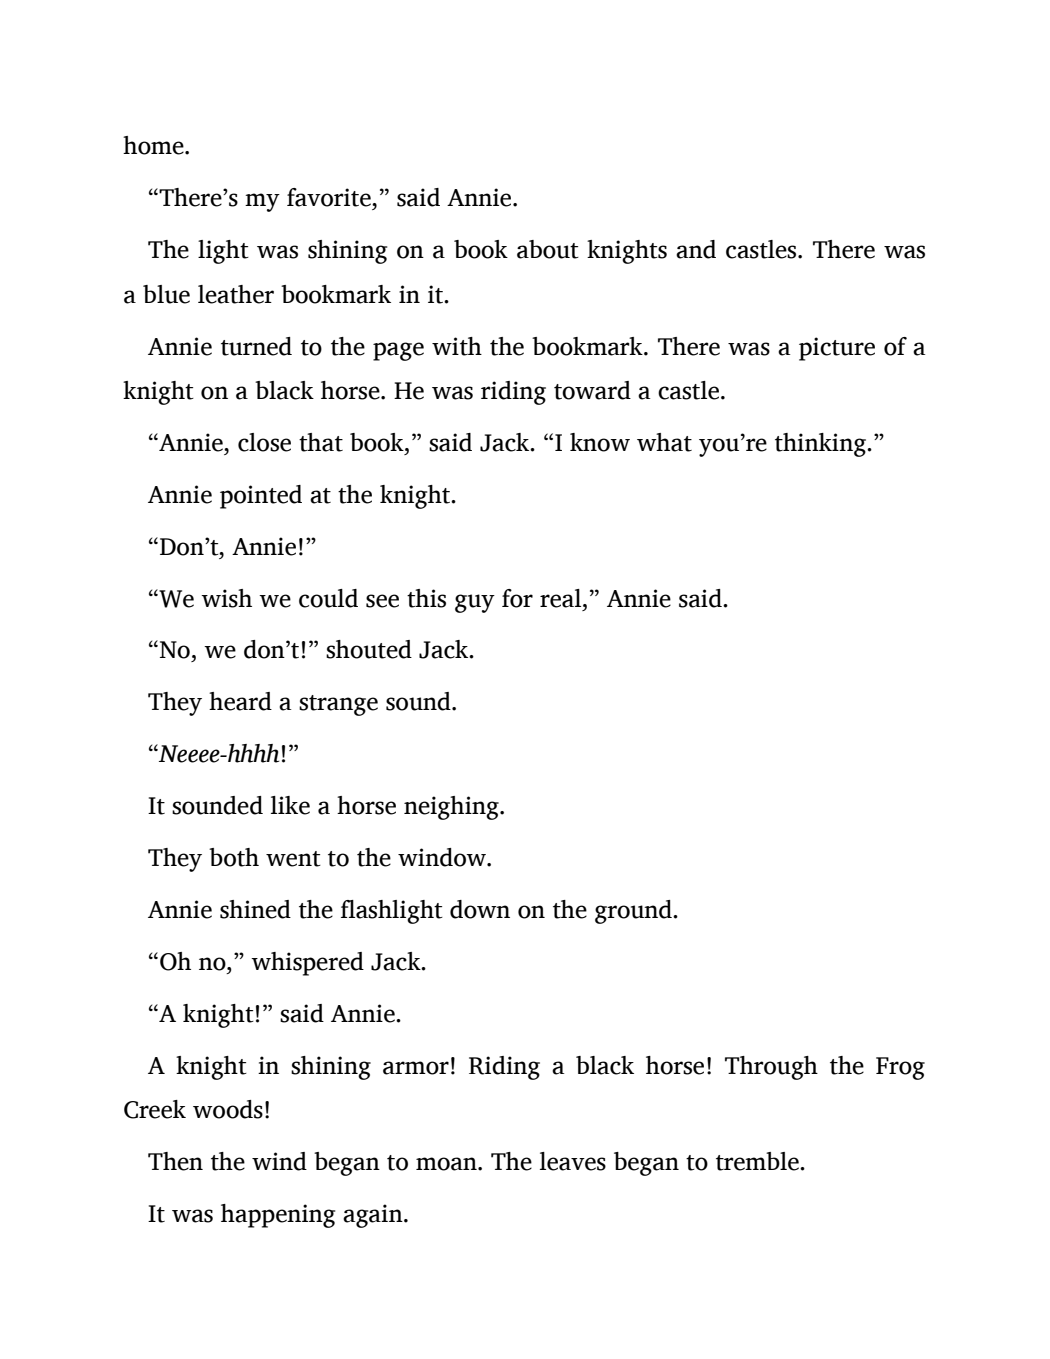 home.
“There’s my favorite,” said Annie.
The light was shining on a book about knights and castles. There was
a blue leather bookmark in it.
Annie turned to the page with the bookmark. There was a picture of a
knight on a black horse. He was riding toward a castle.
“Annie, close that book,” said Jack. “I know what you’re thinking.”
Annie pointed at the knight.
“Don’t, Annie!”
“We wish we could see this guy for real,” Annie said.
“No, we don’t!” shouted Jack.
They heard a strange sound.
“Neeee-hhhh!”
It sounded like a horse neighing.
They both went to the window.
Annie shined the flashlight down on the ground.
“Oh no,” whispered Jack.
“A knight!” said Annie.
A knight in shining armor! Riding a black horse! Through the Frog
Creek woods!
Then the wind began to moan. The leaves began to tremble.
It was happening again.